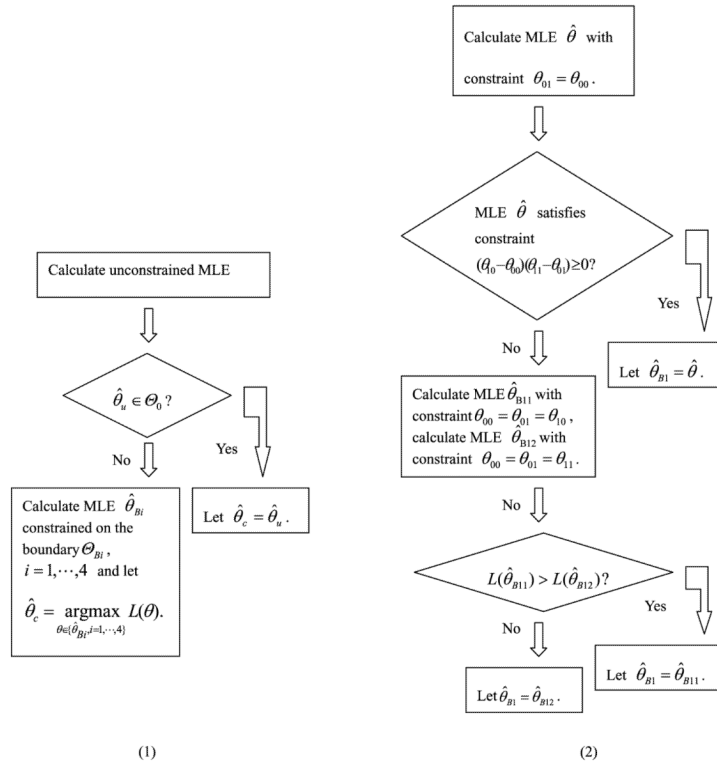 Calculate unconstrained MLE
θ̂_u ∈ Θ_0 ?
Yes
No
Calculate MLE θ̂_Bi
constrained on the
boundary Θ_Bi ,
i = 1,⋯,4 and let
θ̂_c = argmax L(θ).
θ∈{θ̂_Bi,i=1,⋯,4}
Let θ̂_c = θ̂_u .
(1)
Calculate MLE θ̂ with
constraint θ_01 = θ_00 .
MLE θ̂ satisfies
constraint
(θ_10−θ_00)(θ_11−θ_01)≥0?
Yes
No
Let θ̂_B1 = θ̂ .
Calculate MLE θ̂_B11 with
constraint θ_00 = θ_01 = θ_10 ,
calculate MLE θ̂_B12 with
constraint θ_00 = θ_01 = θ_11 .
No
L(θ̂_B11) > L(θ̂_B12)?
Yes
No
Let θ̂_B1 = θ̂_B11 .
Let θ̂_B1 = θ̂_B12 .
(2)